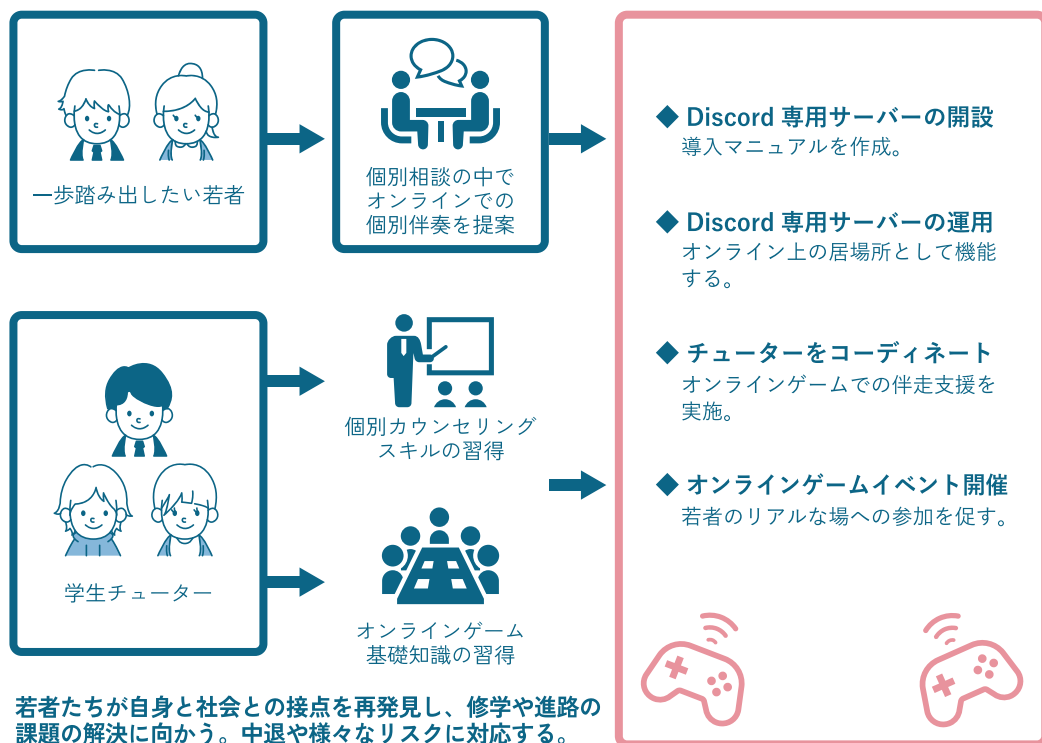 一歩踏み出したい若者
個別相談の中で
オンラインでの
個別伴奏を提案
学生チューター
個別カウンセリング
スキルの習得
オンラインゲーム
基礎知識の習得
◆ Discord 専用サーバーの開設
導入マニュアルを作成。
◆ Discord 専用サーバーの運用
オンライン上の居場所として機能
する。
◆ チューターをコーディネート
オンラインゲームでの伴走支援を
実施。
◆ オンラインゲームイベント開催
若者のリアルな場への参加を促す。
若者たちが自身と社会との接点を再発見し、修学や進路の
課題の解決に向かう。中退や様々なリスクに対応する。